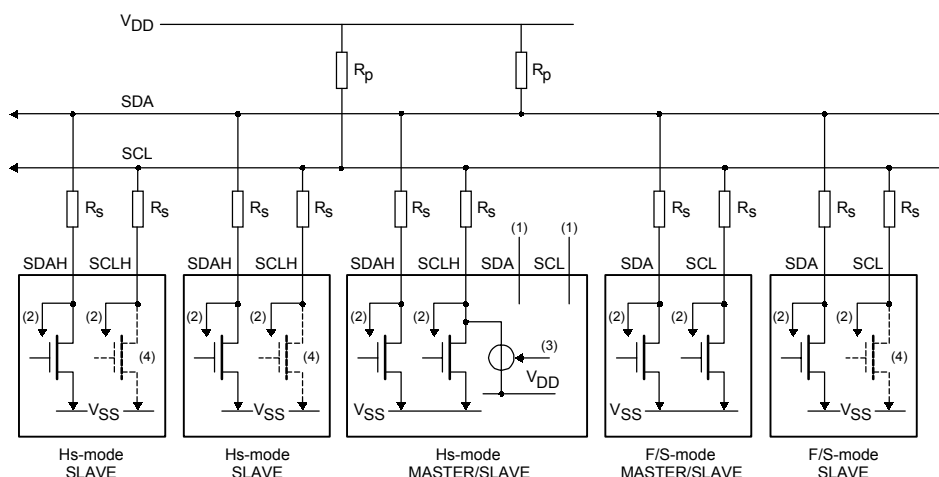 VDD
Rp Rp
SDA
SCL
Rs Rs Rs Rs Rs Rs Rs Rs Rs Rs
(1) (1)
SDAH SCLH SDAH SCLH SDAH SCLH SDA SCL SDA SCL SDA SCL
(2) (2) (2) (2) (2) (2) (2) (2) (2) (2)
(4) (4) (3) (4)
VDD
VSS VSS VSS VSS VSS
Hs-mode Hs-mode Hs-mode F/S-mode F/S-mode
SLAVE SLAVE MASTER/SLAVE MASTER/SLAVE SLAVE